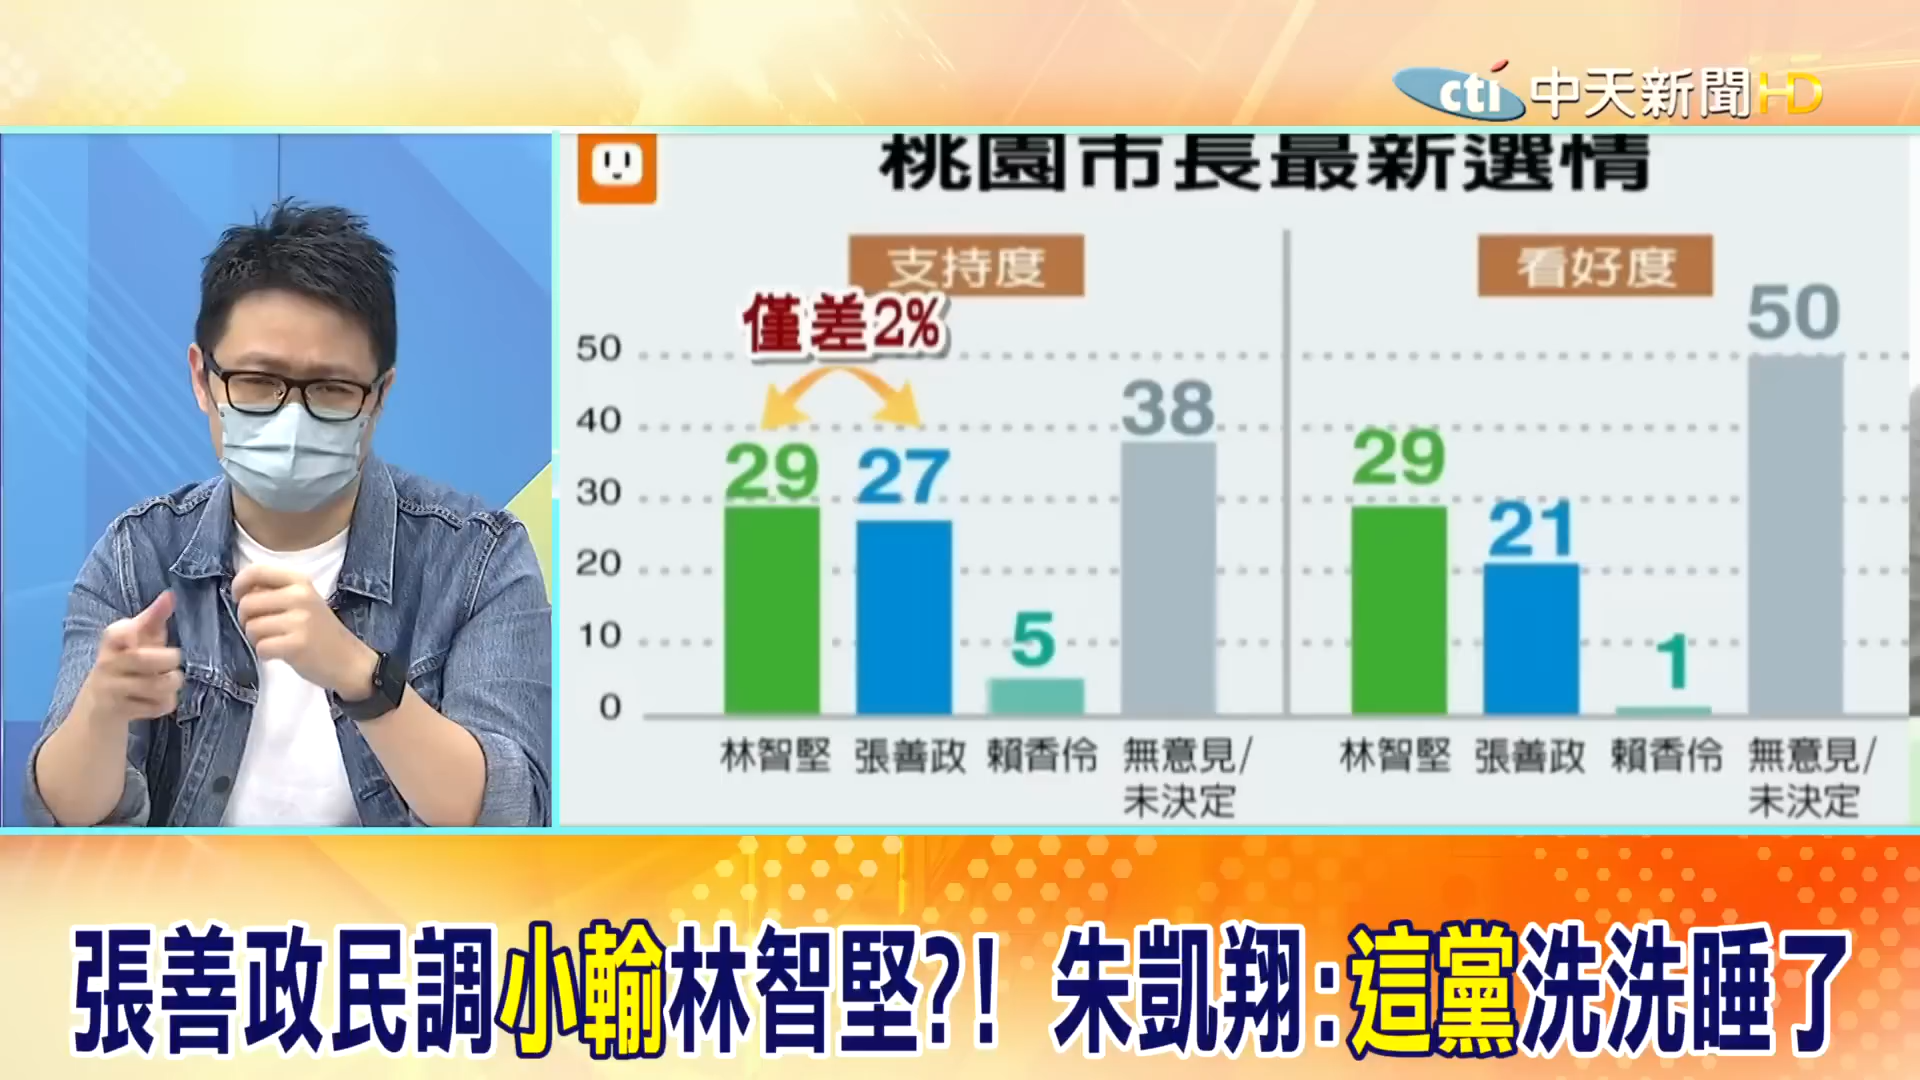 cti 中天新聞HD
桃園市長最新選情
支持度
僅差2%
50
40
30
20
10
0
29
27
5
38
林智堅
張善政
賴香伶
無意見/
未決定
看好度
29
21
1
50
林智堅
張善政
賴香伶
無意見/
未決定
張善政民調小輸林智堅?! 朱凱翔:這黨洗洗睡了